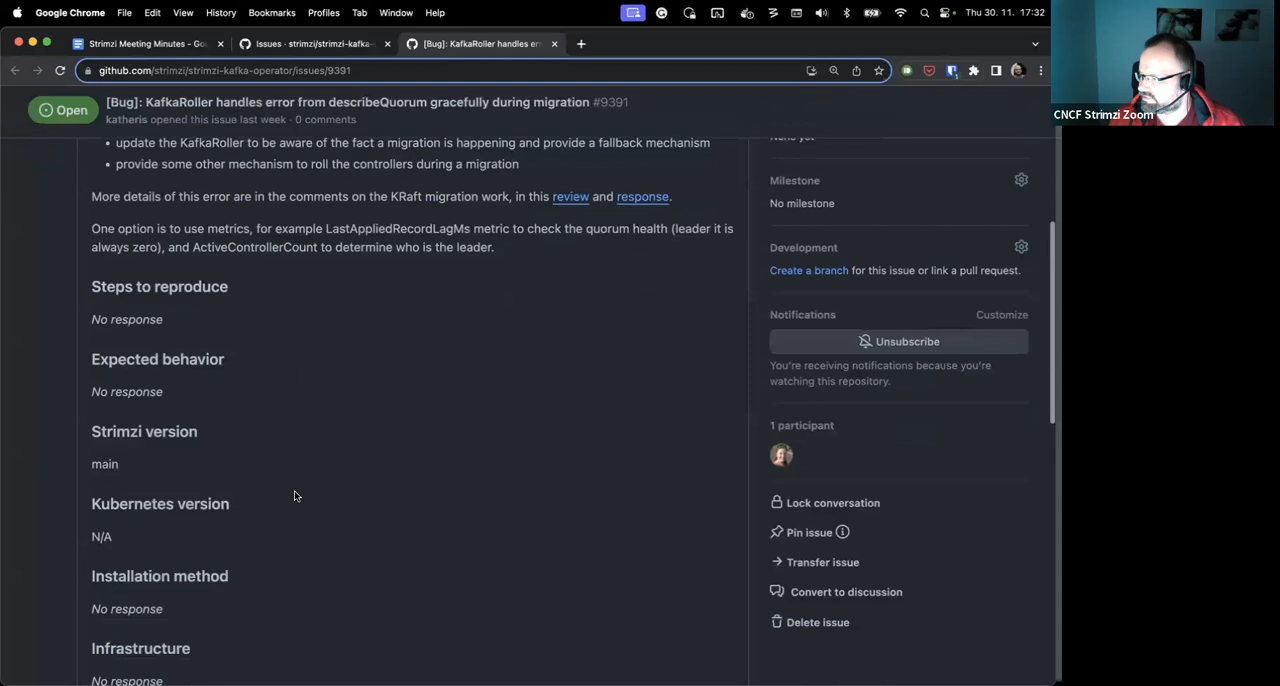 Google Chrome File Edit View History Bookmarks Profiles Tab Window Help Thu 30. 11. 17:32
Strimzi Meeting Minutes - Go
Issues · strimzi/strimzi-kafka-
[Bug]: KafkaRoller handles err
github.com/strimzi/strimzi-kafka-operator/issues/9391
CNCF Strimzi Zoom
Open
[Bug]: KafkaRoller handles error from describeQuorum gracefully during migration #9391
katheris opened this issue last week · 0 comments
• update the KafkaRoller to be aware of the fact a migration is happening and provide a fallback mechanism
• provide some other mechanism to roll the controllers during a migration
More details of this error are in the comments on the KRaft migration work, in this review and response.
One option is to use metrics, for example LastAppliedRecordLagMs metric to check the quorum health (leader it is
always zero), and ActiveControllerCount to determine who is the leader.
Steps to reproduce
No response
Expected behavior
No response
Strimzi version
main
Kubernetes version
N/A
Installation method
No response
Infrastructure
No response
None yet
Milestone
No milestone
Development
Create a branch for this issue or link a pull request.
Notifications Customize
Unsubscribe
You're receiving notifications because you're
watching this repository.
1 participant
Lock conversation
Pin issue
Transfer issue
Convert to discussion
Delete issue